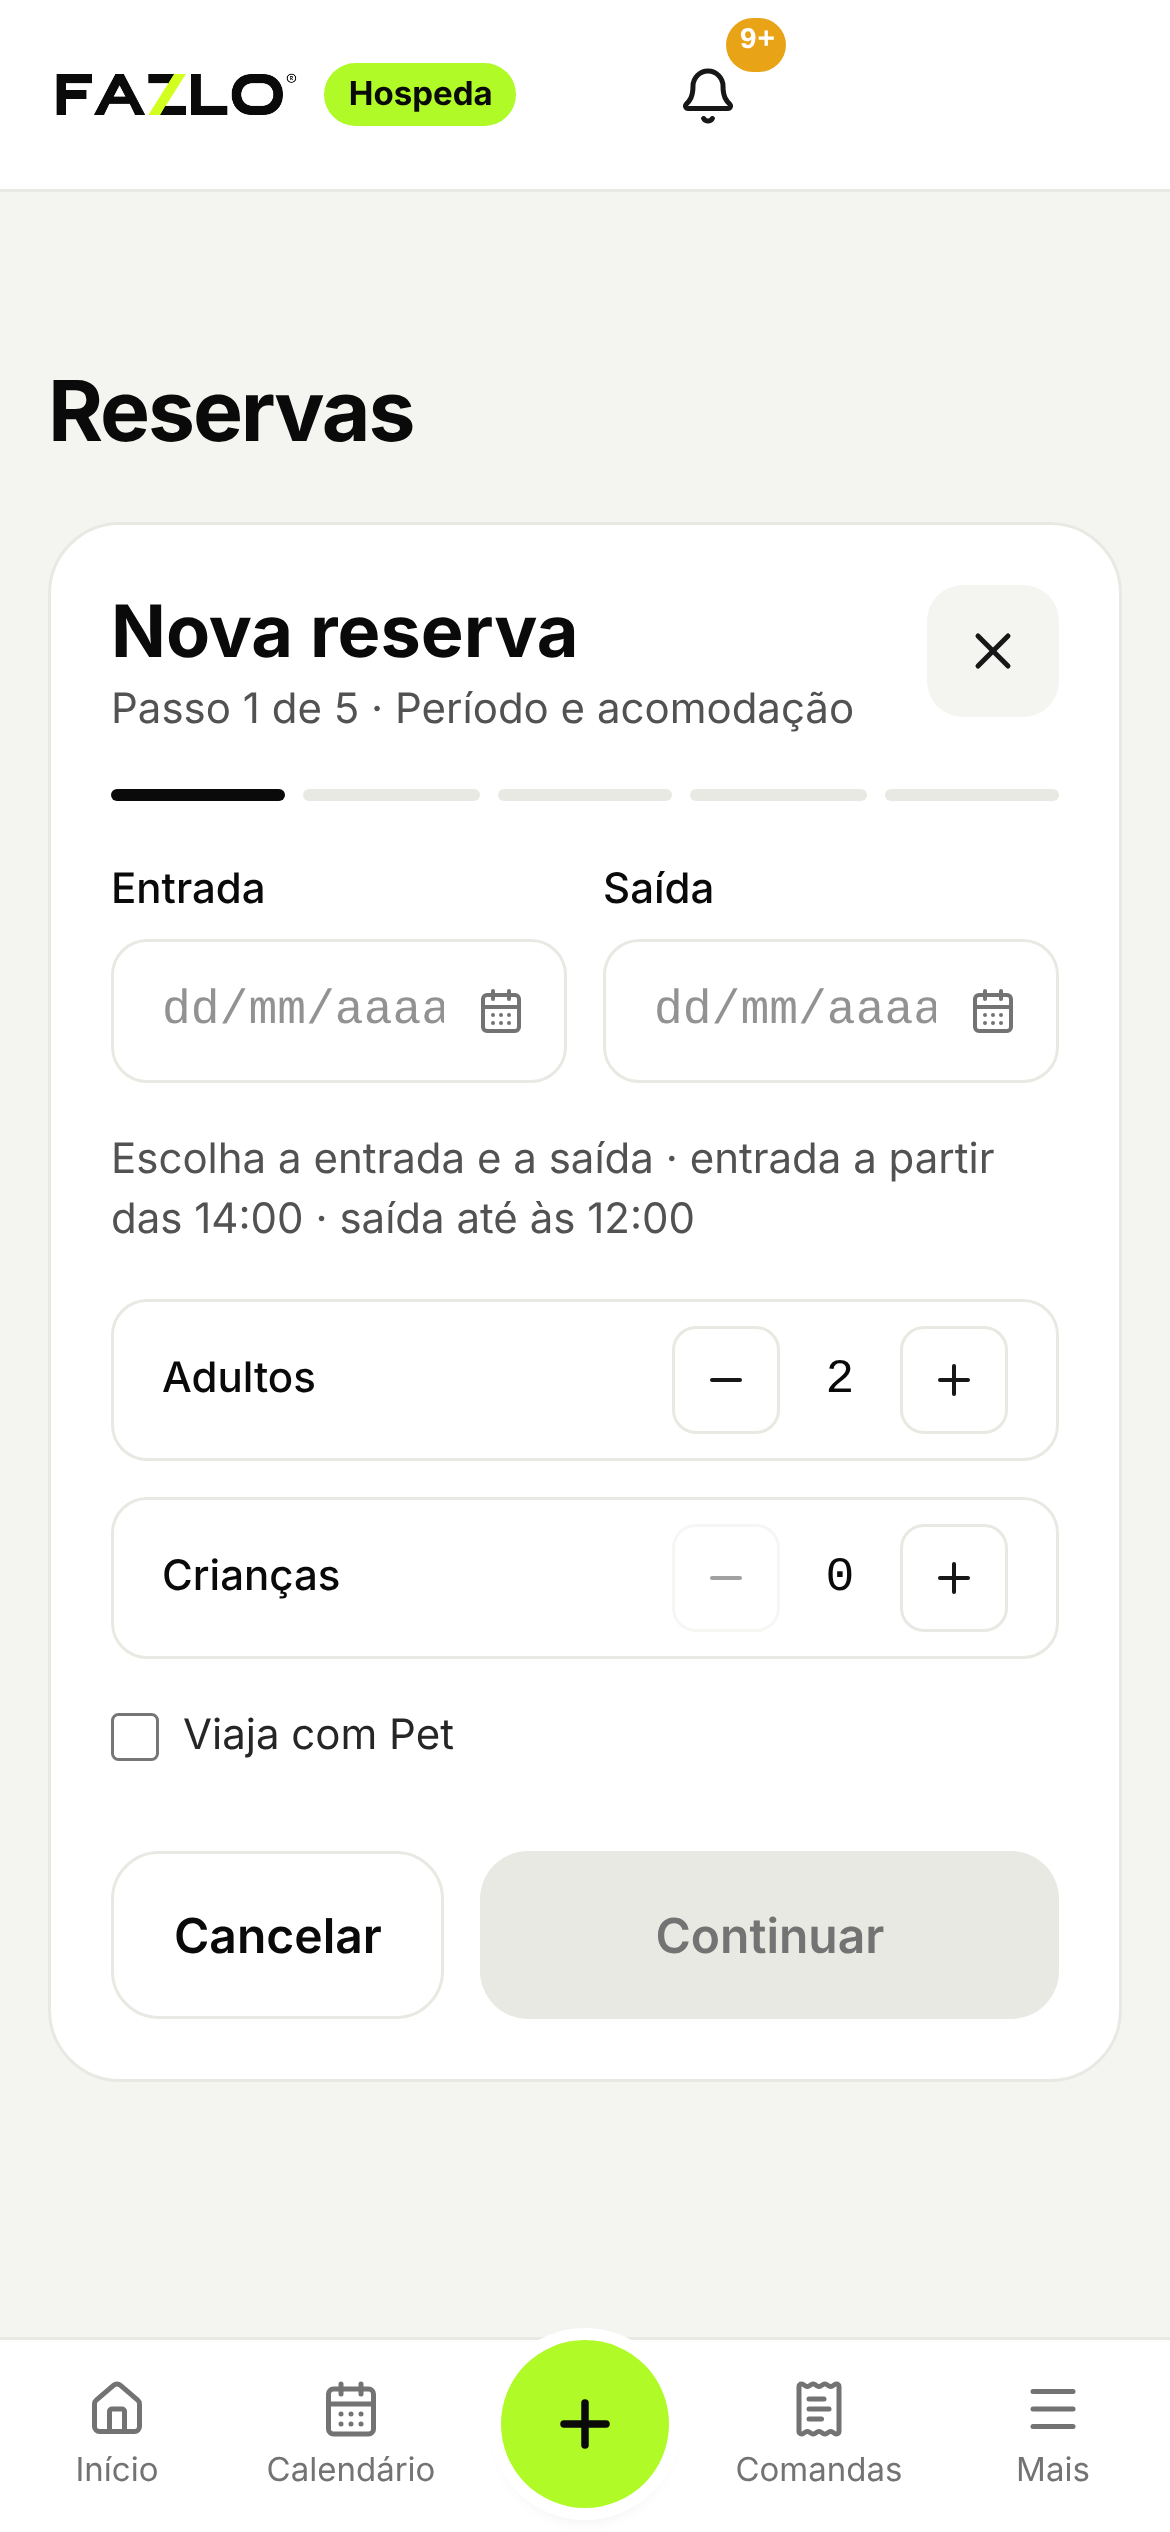 FAZLO®
Hospeda
9+
Reservas
Nova reserva
Passo 1 de 5 · Período e acomodação
Entrada
Saída
dd/mm/aaaa
dd/mm/aaaa
Escolha a entrada e a saída · entrada a partir
das 14:00 · saída até às 12:00
Adultos
2
Crianças
0
Viaja com Pet
Cancelar
Continuar
Início
Calendário
Comandas
Mais